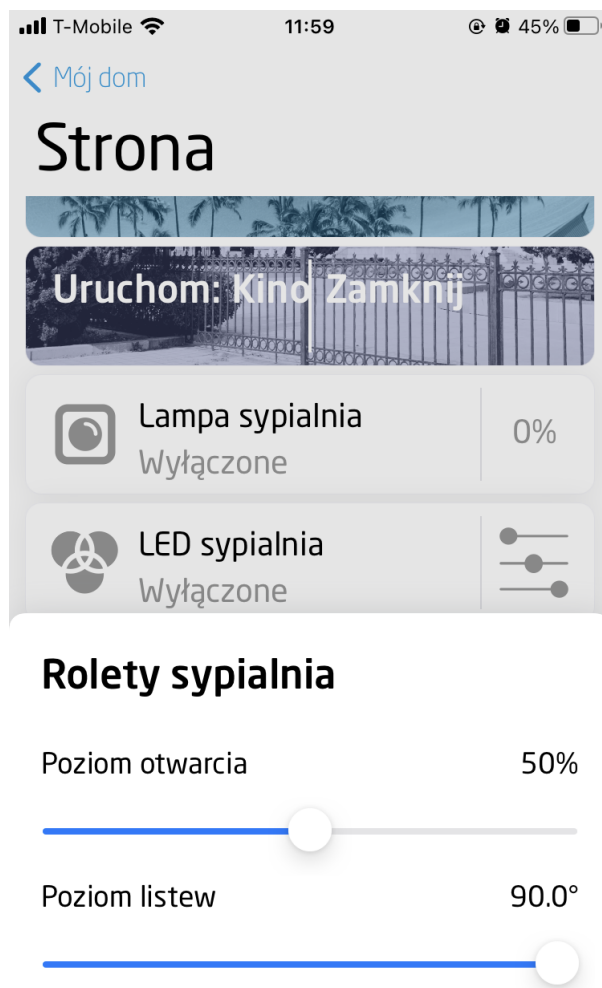 T-Mobile 11:59 45%
Mój dom
Strona
Uruchom: Kino Zamknij
Lampa sypialnia
0%
Wyłączone
LED sypialnia
Wyłączone
Rolety sypialnia
Poziom otwarcia 50%
Poziom listew 90.0°